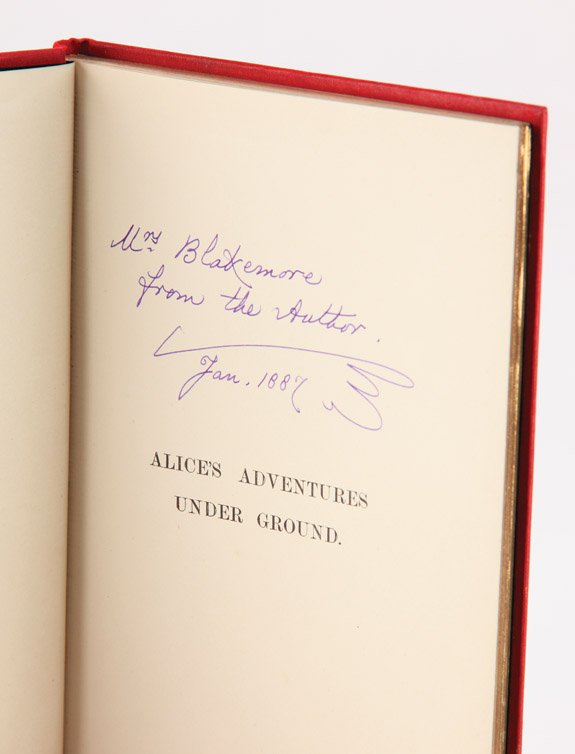 Mrs Blakemore
from the Author.
Jan. 1887
ALICE'S ADVENTURES
UNDER GROUND.